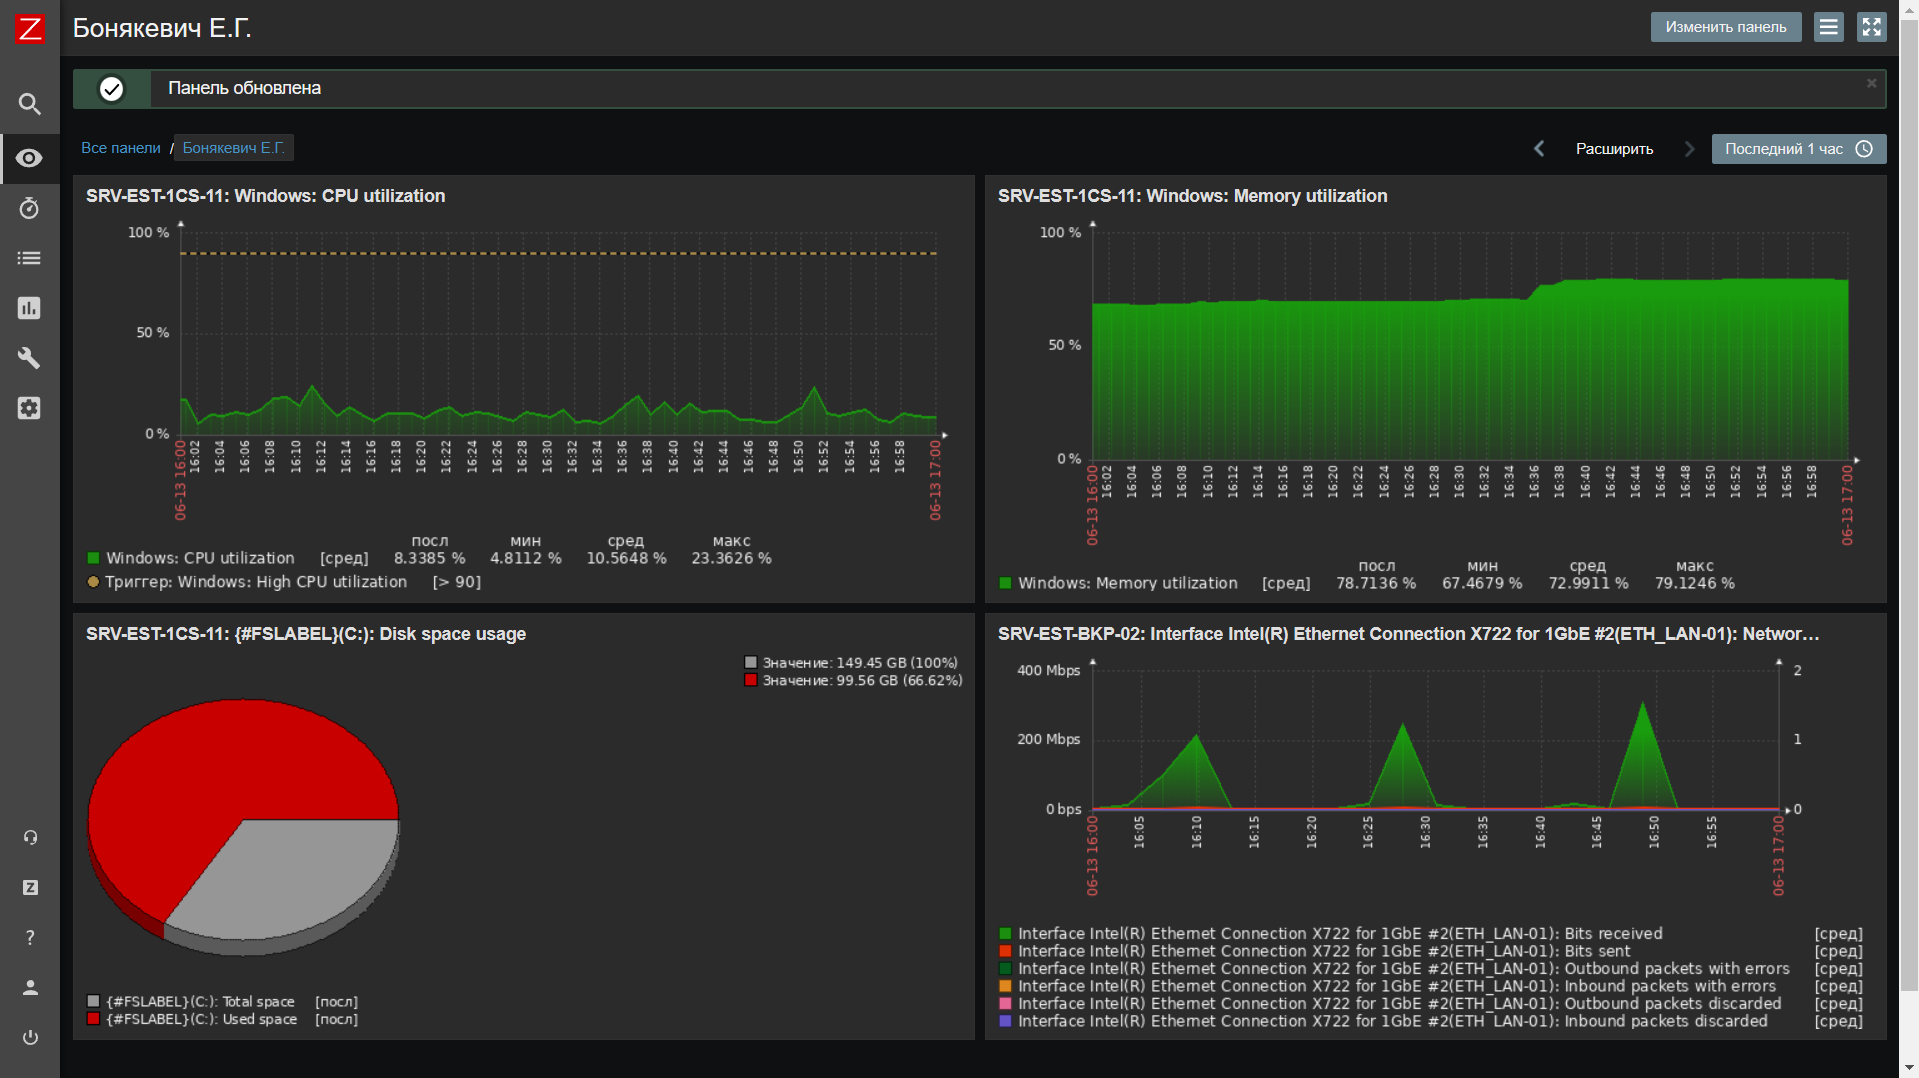 Z
Бонякевич Е.Г.
Изменить панель
Панель обновлена
Все панели / Бонякевич Е.Г.
Расширить
Последний 1 час
SRV-EST-1CS-11: Windows: CPU utilization
100 %
50 %
0 %
06-13 16:00 16:02 16:04 16:06 16:08 16:10 16:12 16:14 16:16 16:18 16:20 16:22 16:24 16:26 16:28 16:30 16:32 16:34 16:36 16:38 16:40 16:42 16:44 16:46 16:48 16:50 16:52 16:54 16:56 16:58 06-13 17:00
посл мин сред макс
Windows: CPU utilization [сред] 8.3385 % 4.8112 % 10.5648 % 23.3626 %
Триггер: Windows: High CPU utilization [> 90]
SRV-EST-1CS-11: Windows: Memory utilization
100 %
50 %
0 %
06-13 16:00 16:02 16:04 16:06 16:08 16:10 16:12 16:14 16:16 16:18 16:20 16:22 16:24 16:26 16:28 16:30 16:32 16:34 16:36 16:38 16:40 16:42 16:44 16:46 16:48 16:50 16:52 16:54 16:56 16:58 06-13 17:00
посл мин сред макс
Windows: Memory utilization [сред] 78.7136 % 67.4679 % 72.9911 % 79.1246 %
SRV-EST-1CS-11: {#FSLABEL}(C:): Disk space usage
Значение: 149.45 GB (100%)
Значение: 99.56 GB (66.62%)
{#FSLABEL}(C:): Total space [посл]
{#FSLABEL}(C:): Used space [посл]
SRV-EST-BKP-02: Interface Intel(R) Ethernet Connection X722 for 1GbE #2(ETH_LAN-01): Networ...
400 Mbps 2
200 Mbps 1
0 bps 0
06-13 16:00 16:05 16:10 16:15 16:20 16:25 16:30 16:35 16:40 16:45 16:50 16:55 06-13 17:00
Interface Intel(R) Ethernet Connection X722 for 1GbE #2(ETH_LAN-01): Bits received [сред]
Interface Intel(R) Ethernet Connection X722 for 1GbE #2(ETH_LAN-01): Bits sent [сред]
Interface Intel(R) Ethernet Connection X722 for 1GbE #2(ETH_LAN-01): Outbound packets with errors [сред]
Interface Intel(R) Ethernet Connection X722 for 1GbE #2(ETH_LAN-01): Inbound packets with errors [сред]
Interface Intel(R) Ethernet Connection X722 for 1GbE #2(ETH_LAN-01): Outbound packets discarded [сред]
Interface Intel(R) Ethernet Connection X722 for 1GbE #2(ETH_LAN-01): Inbound packets discarded [сред]
Z
?